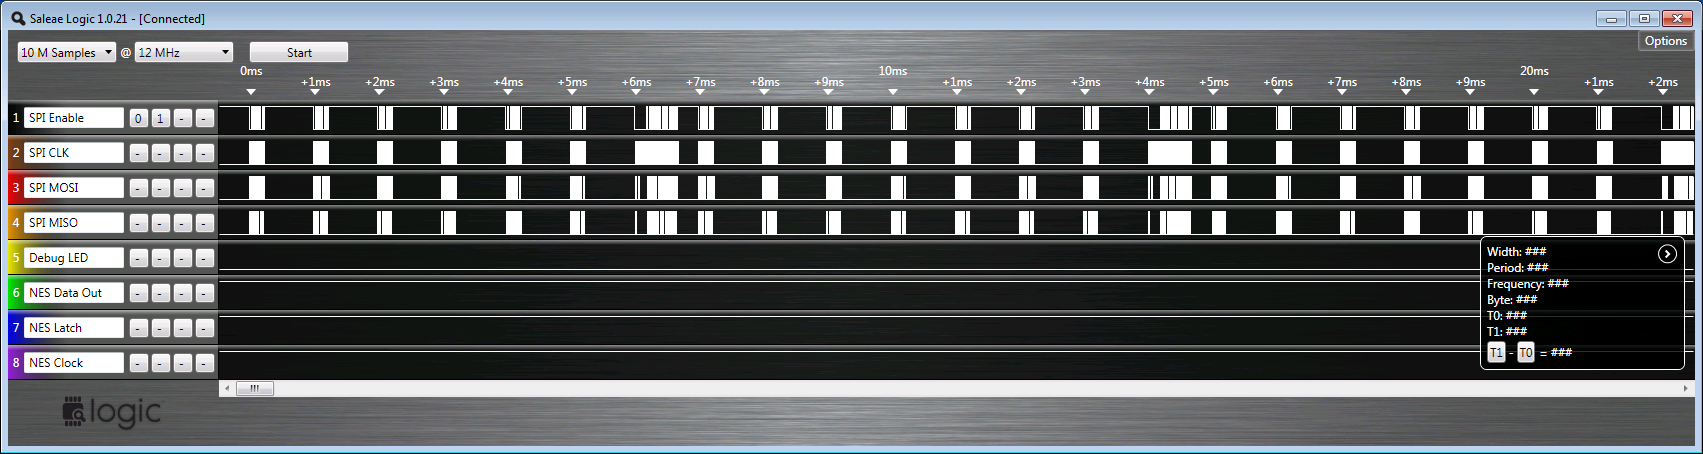 Saleae Logic 1.0.21 - [Connected]
10 M Samples @ 12 MHz Start Options
0ms 10ms 20ms
+1ms +2ms +3ms +4ms +5ms +6ms +7ms +8ms +9ms +1ms +2ms +3ms +4ms +5ms +6ms +7ms +8ms +9ms +1ms +2ms
1 SPI Enable 0 1 - -
2 SPI CLK - - - -
3 SPI MOSI - - - -
4 SPI MISO - - - -
5 Debug LED - - - -
6 NES Data Out - - - -
7 NES Latch - - - -
8 NES Clock - - - -
Width: ###
Period: ###
Frequency: ###
Byte: ###
T0: ###
T1: ###
T1 - T0 = ###
logic